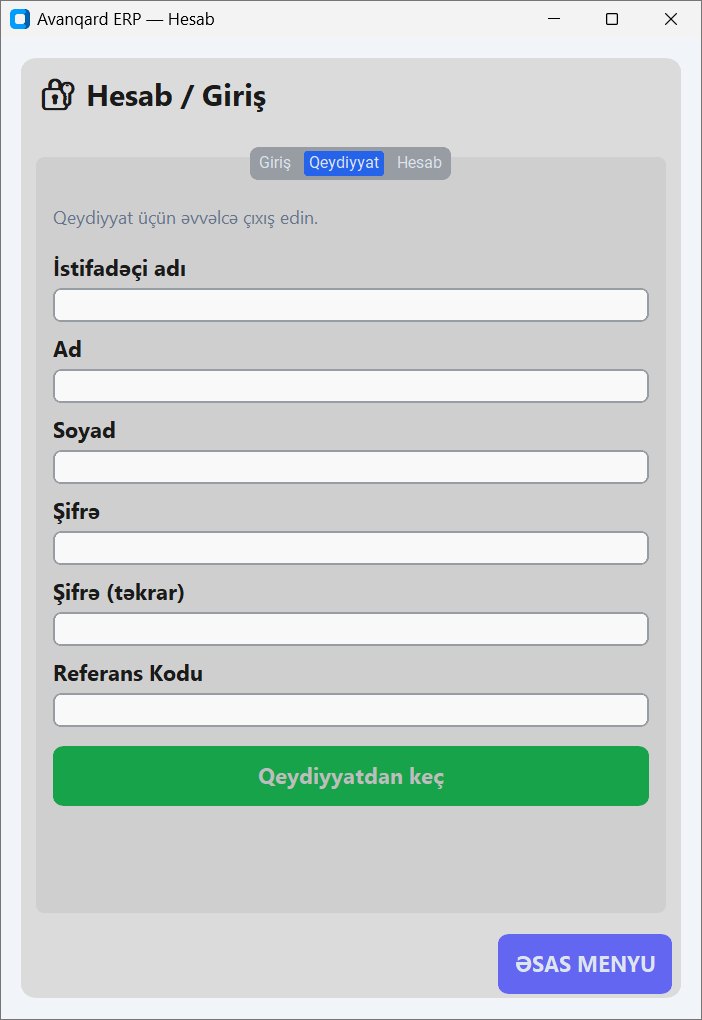 Avanqard ERP — Hesab
Hesab / Giriş
Giriş Qeydiyyat Hesab
Qeydiyyat üçün əvvəlcə çıxış edin.
İstifadəçi adı
Ad
Soyad
Şifrə
Şifrə (təkrar)
Referans Kodu
Qeydiyyatdan keç
ƏSAS MENYU